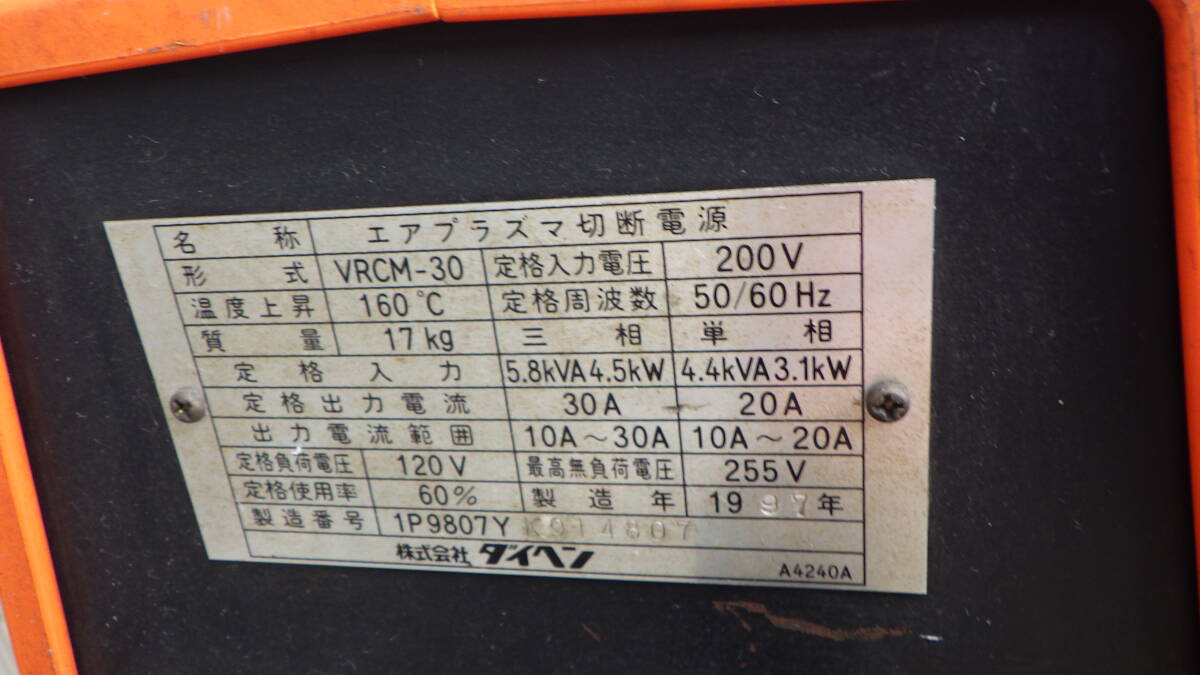 名称 エアプラズマ切断電源
形式 VRCM-30 定格入力電圧 200V
温度上昇 160℃ 定格周波数 50/60Hz
質量 17kg 三相 単相
定格入力 5.8kVA4.5kW 4.4kVA3.1kW
定格出力電流 30A 20A
出力電流範囲 10A～30A 10A～20A
定格負荷電圧 120V 最高無負荷電圧 255V
定格使用率 60% 製造年 1997年
製造番号 1P9807Y K914807
株式会社 ダイヘン
A4240A